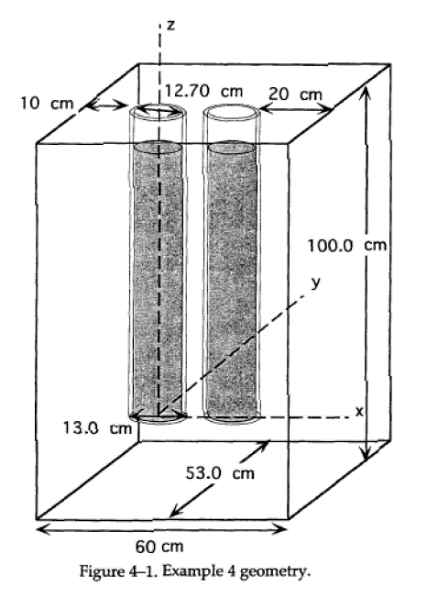 z
12.70 cm
10 cm
20 cm
100.0 cm
y
x
13.0 cm
53.0 cm
60 cm
Figure 4–1. Example 4 geometry.